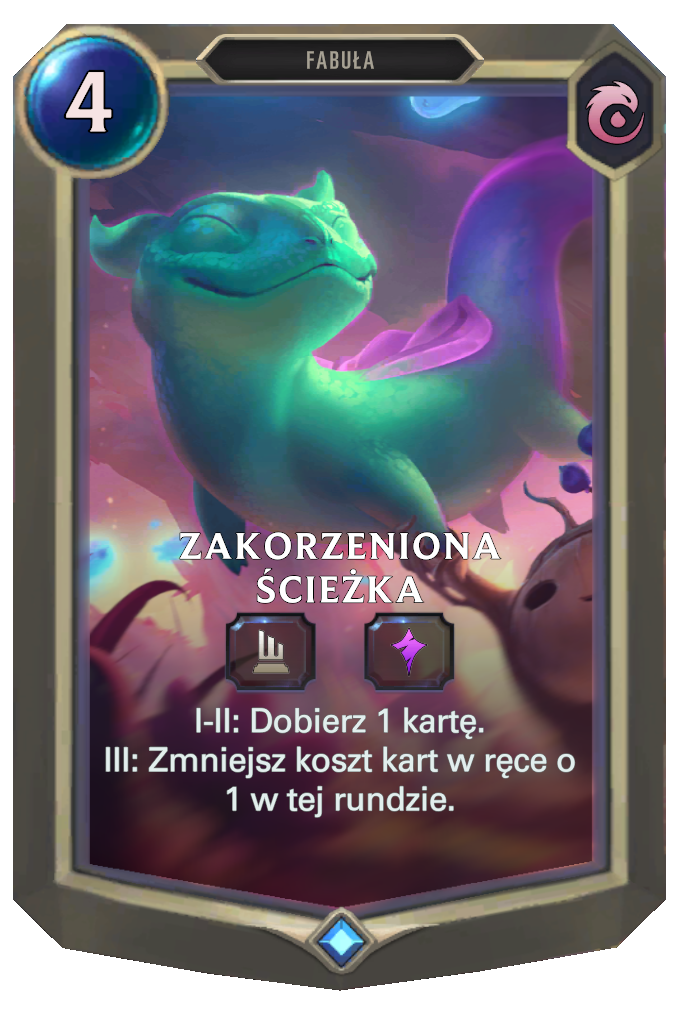 FABUŁA
4
ZAKORZENIONA
ŚCIEŻKA
I-II: Dobierz 1 kartę.
III: Zmniejsz koszt kart w ręce o
1 w tej rundzie.